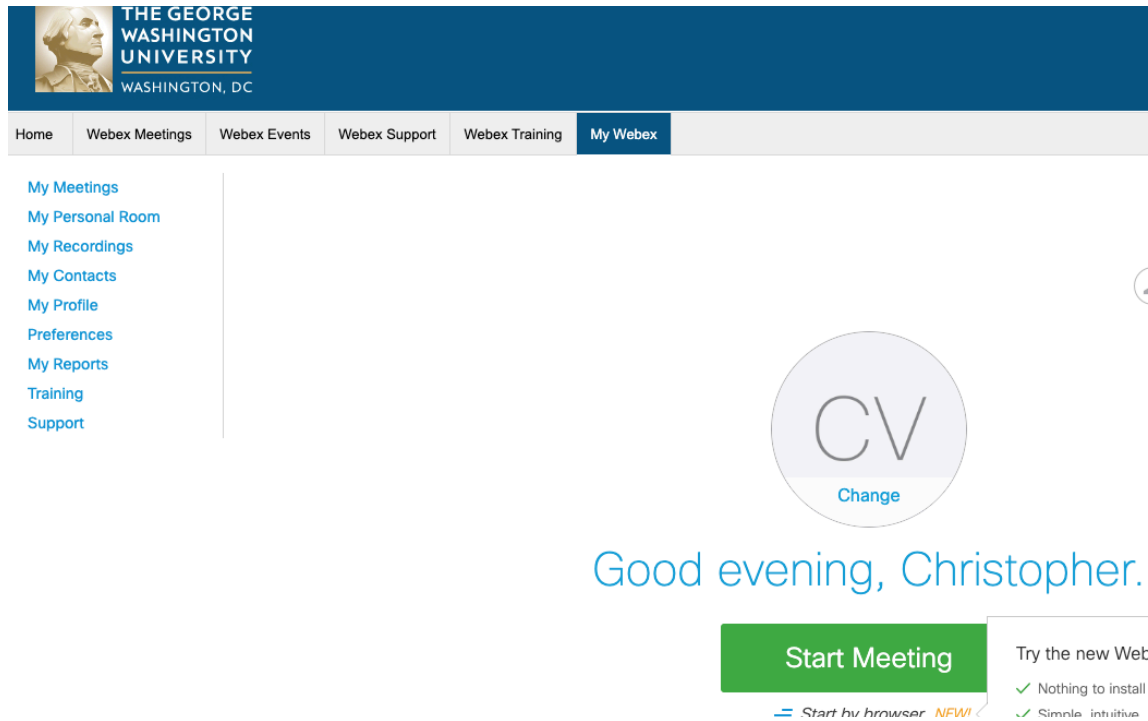 THE GEORGE
WASHINGTON
UNIVERSITY
WASHINGTON, DC
Home Webex Meetings Webex Events Webex Support Webex Training My Webex
My Meetings
My Personal Room
My Recordings
My Contacts
My Profile
Preferences
My Reports
Training
Support
CV
Change
Good evening, Christopher.
Start Meeting
Try the new Web
Nothing to install
Start by browser NEW!
Simple, intuitive